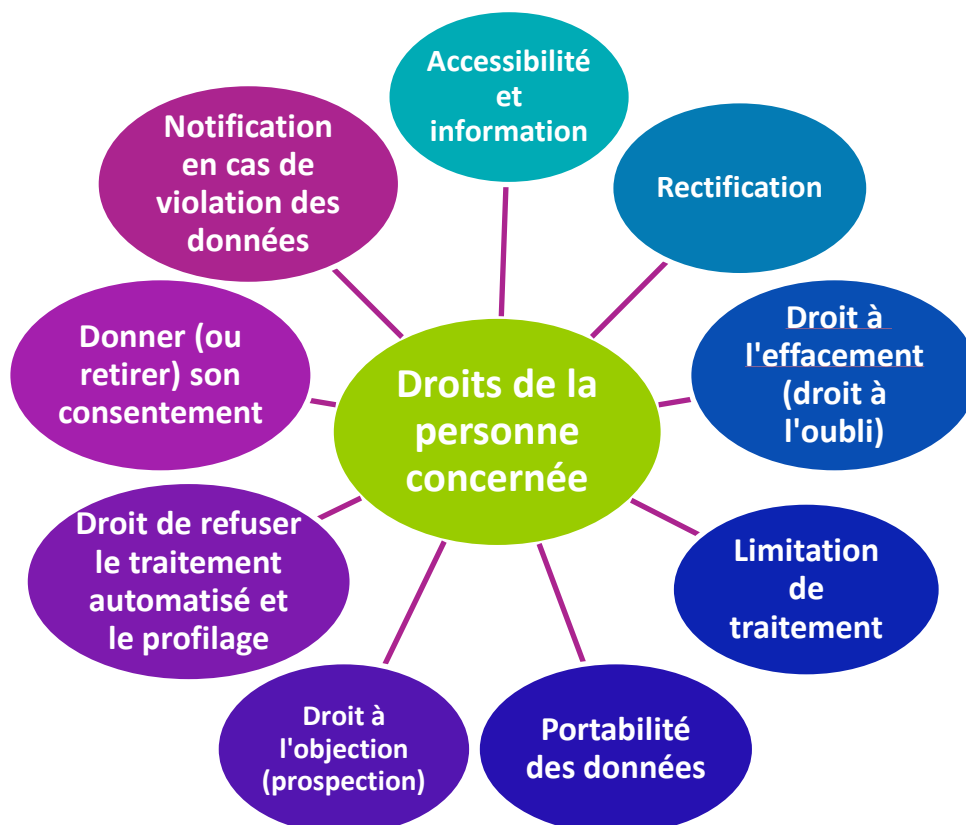 Accessibilité
et
information
Rectification
Droit à
l'effacement
(droit à
l'oubli)
Limitation
de
traitement
Portabilité
des données
Droit à
l'objection
(prospection)
Droit de refuser
le traitement
automatisé et
le profilage
Donner (ou
retirer) son
consentement
Notification
en cas de
violation des
données
Droits de la
personne
concernée